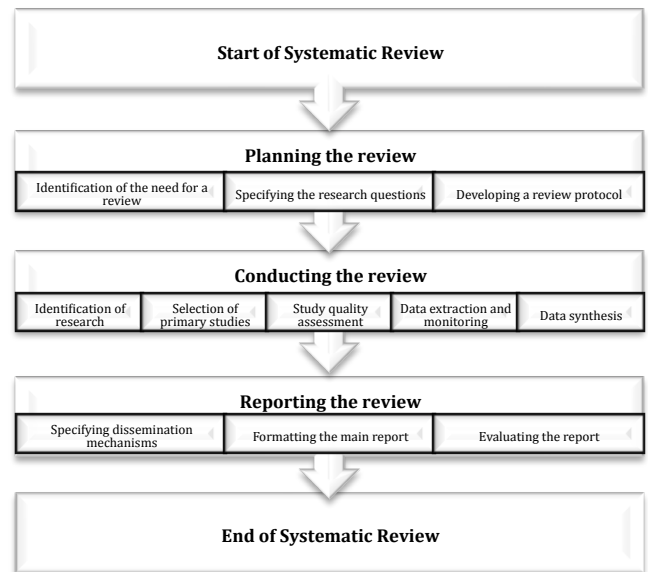 Start of Systematic Review
Planning the review
Identification of the need for a
review
Specifying the research questions
Developing a review protocol
Conducting the review
Identification of
research
Selection of
primary studies
Study quality
assessment
Data extraction and
monitoring
Data synthesis
Reporting the review
Specifying dissemination
mechanisms
Formatting the main report
Evaluating the report
End of Systematic Review